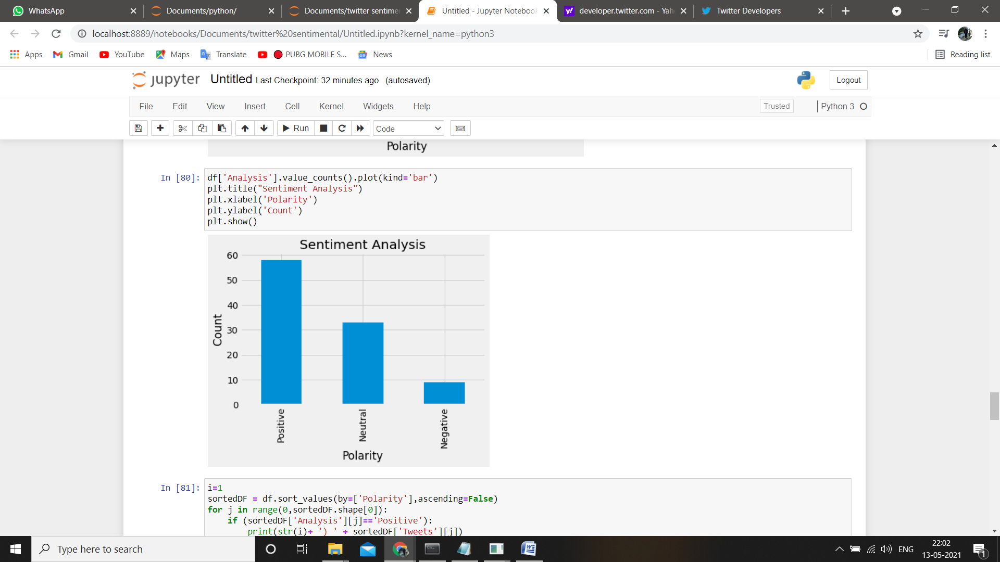 WhatsApp
Documents/python/
Documents/twitter sentime
Untitled - Jupyter Notebook
developer.twitter.com - Yah
Twitter Developers
localhost:8889/notebooks/Documents/twitter%20sentimental/Untitled.ipynb?kernel_name=python3
Apps
Gmail
YouTube
Maps
Translate
PUBG MOBILE S...
News
Reading list
jupyter Untitled Last Checkpoint: 32 minutes ago (autosaved)
Logout
File Edit View Insert Cell Kernel Widgets Help
Trusted
Python 3
Run
Code
Polarity
In [80]:
df['Analysis'].value_counts().plot(kind='bar')
plt.title("Sentiment Analysis")
plt.xlabel('Polarity')
plt.ylabel('Count')
plt.show()
Sentiment Analysis
60
50
40
30
20
10
0
Count
Positive
Neutral
Negative
Polarity
In [81]:
i=1
sortedDF = df.sort_values(by=['Polarity'],ascending=False)
for j in range(0,sortedDF.shape[0]):
    if (sortedDF['Analysis'][j]=='Positive'):
        print(str(i)+ ') ' + sortedDF['Tweets'][j])
Type here to search
ENG
22:02
13-05-2021
1